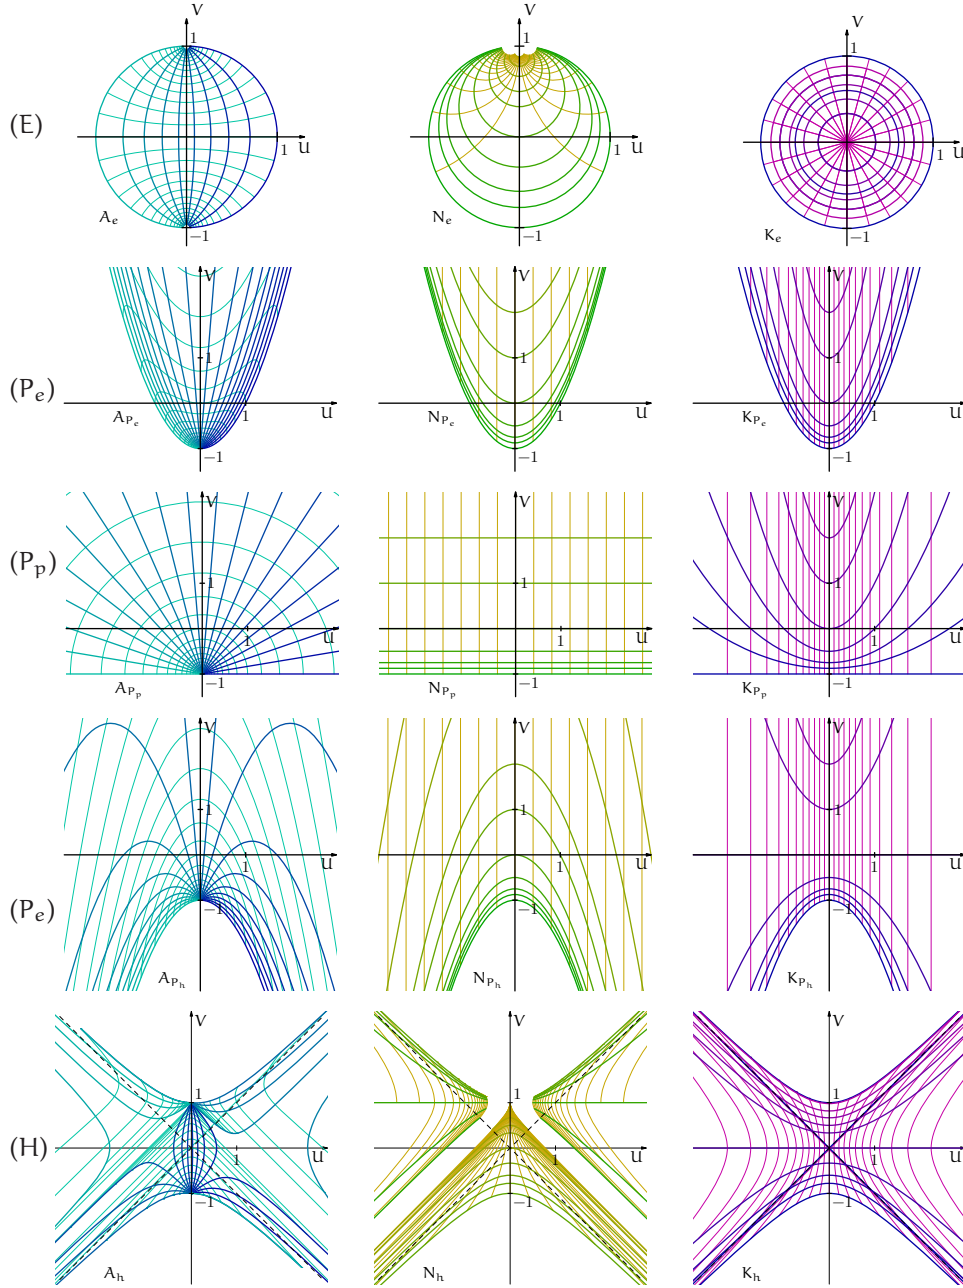 V V V
1 1 1
(E) u 1 u 1 u 1
A_e −1 N_e −1 K_e −1
V V V
1 1 1
(P_e) A_{P_e} 1 u N_{P_e} 1 u K_{P_e} 1 u
−1 −1 −1
V V V
(P_p) 1 1 1
1 u 1 u 1 u
A_{P_p} −1 N_{P_p} −1 K_{P_p} −1
V V V
1 1 1
1 u 1 u 1 u
(P_e) −1 −1 −1
A_{P_h} N_{P_h} K_{P_h}
V V V
1 1 1
(H) 1 u 1 u 1 u
−1 −1 −1
A_h N_h K_h